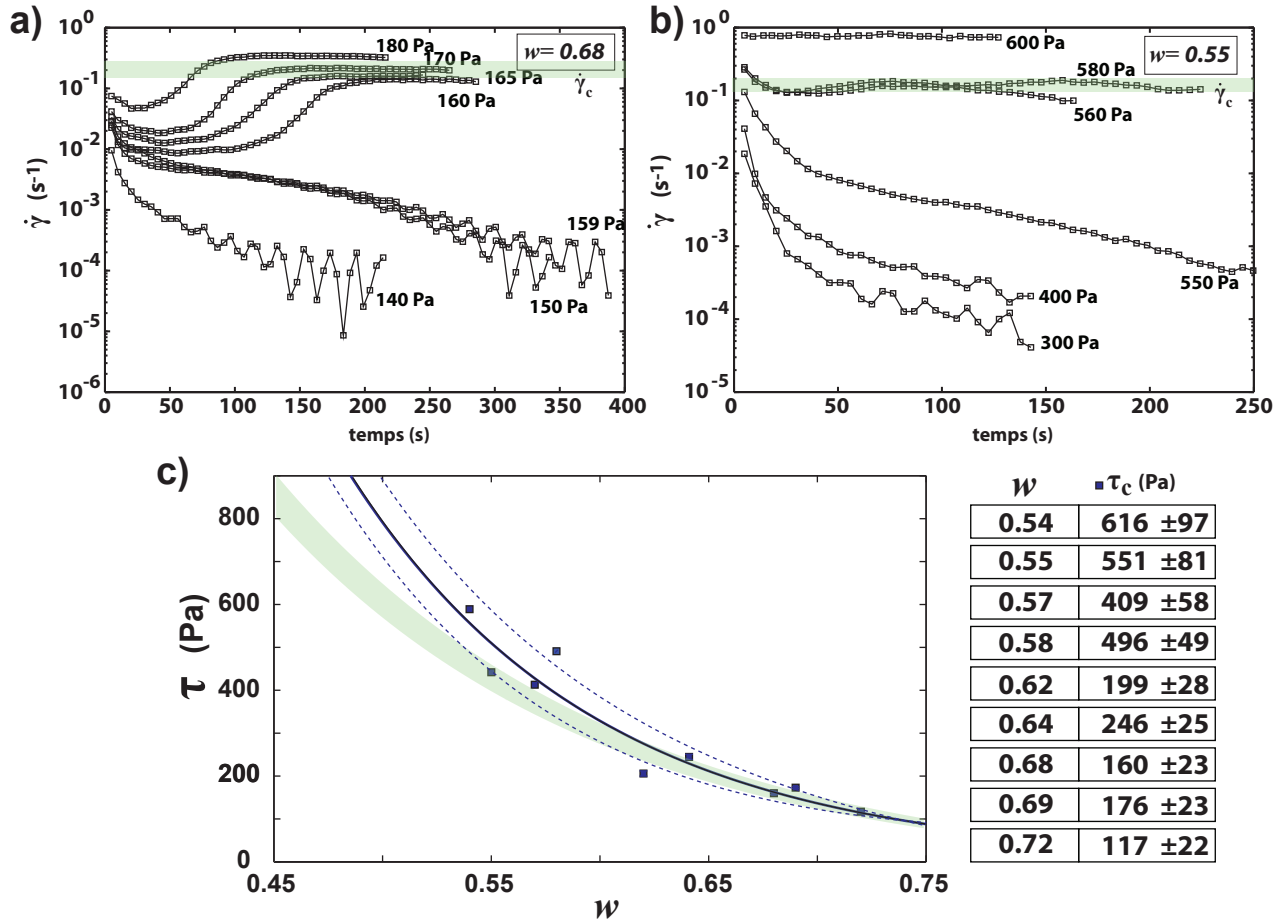 a)
10^0
10^-1
10^-2
10^-3
10^-4
10^-5
10^-6
γ̇ (s^-1)
180 Pa
w= 0.68
170 Pa
165 Pa
γ̇_c
160 Pa
159 Pa
150 Pa
140 Pa
0 50 100 150 200 250 300 350 400
temps (s)
b)
10^0
10^-1
10^-2
10^-3
10^-4
10^-5
γ̇ (s^-1)
600 Pa
w= 0.55
580 Pa
γ̇_c
560 Pa
550 Pa
400 Pa
300 Pa
0 50 100 150 200 250
temps (s)
c)
800
600
400
200
0
τ (Pa)
0.45 0.55 0.65 0.75
w
w τ_c (Pa)
0.54 616 ±97
0.55 551 ±81
0.57 409 ±58
0.58 496 ±49
0.62 199 ±28
0.64 246 ±25
0.68 160 ±23
0.69 176 ±23
0.72 117 ±22